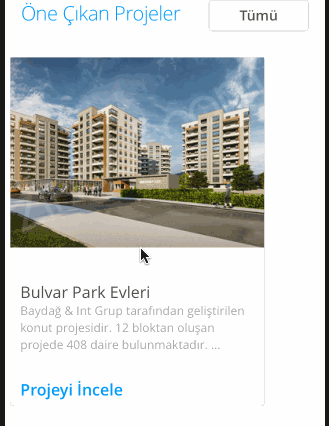 Öne Çıkan Projeler
Tümü
Bulvar Park Evleri
Baydağ & Int Grup tarafından geliştirilen
konut projesidir. 12 bloktan oluşan
projede 408 daire bulunmaktadır. ...
Projeyi İncele